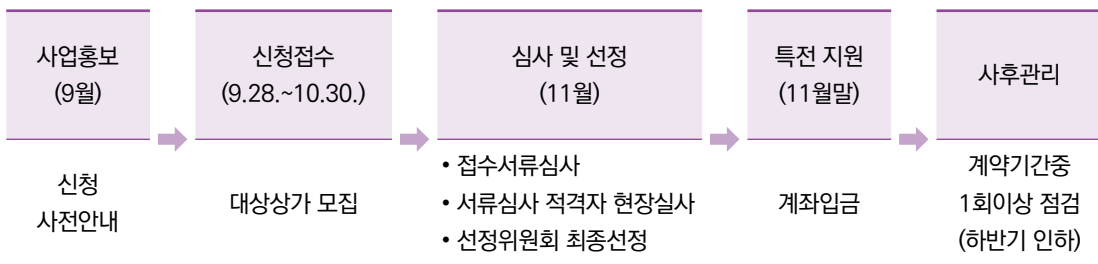 사업홍보
(9월)
신청
사전안내
신청접수
(9.28.~10.30.)
대상상가 모집
심사 및 선정
(11월)
• 접수서류심사
• 서류심사 적격자 현장실사
• 선정위원회 최종선정
특전 지원
(11월말)
계좌입금
사후관리
계약기간중
1회이상 점검
(하반기 인하)